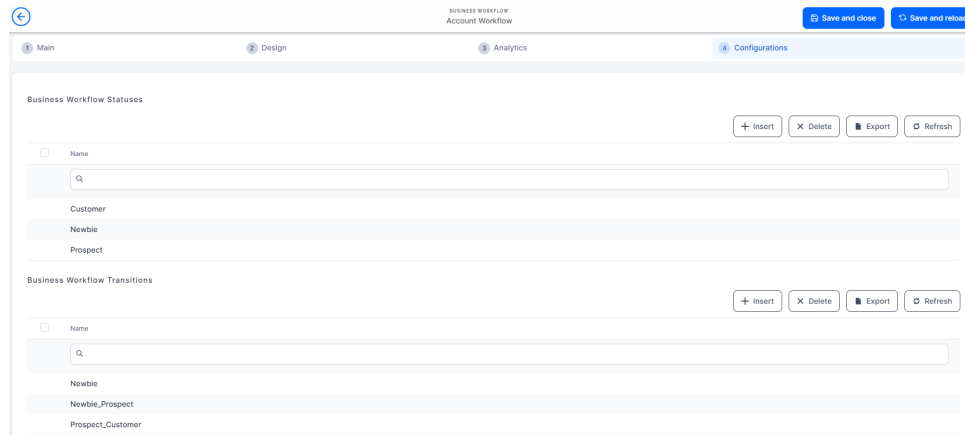 BUSINESS WORKFLOW
Account Workflow
Save and close
Save and reload
1 Main
2 Design
3 Analytics
4 Configurations
Business Workflow Statuses
Insert
Delete
Export
Refresh
Name
Customer
Newbie
Prospect
Business Workflow Transitions
Insert
Delete
Export
Refresh
Name
Newbie
Newbie_Prospect
Prospect_Customer